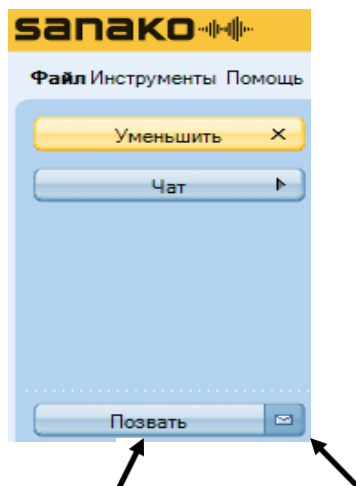 sanako
Файл Инструменты Помощь
Уменьшить
Чат
Позвать